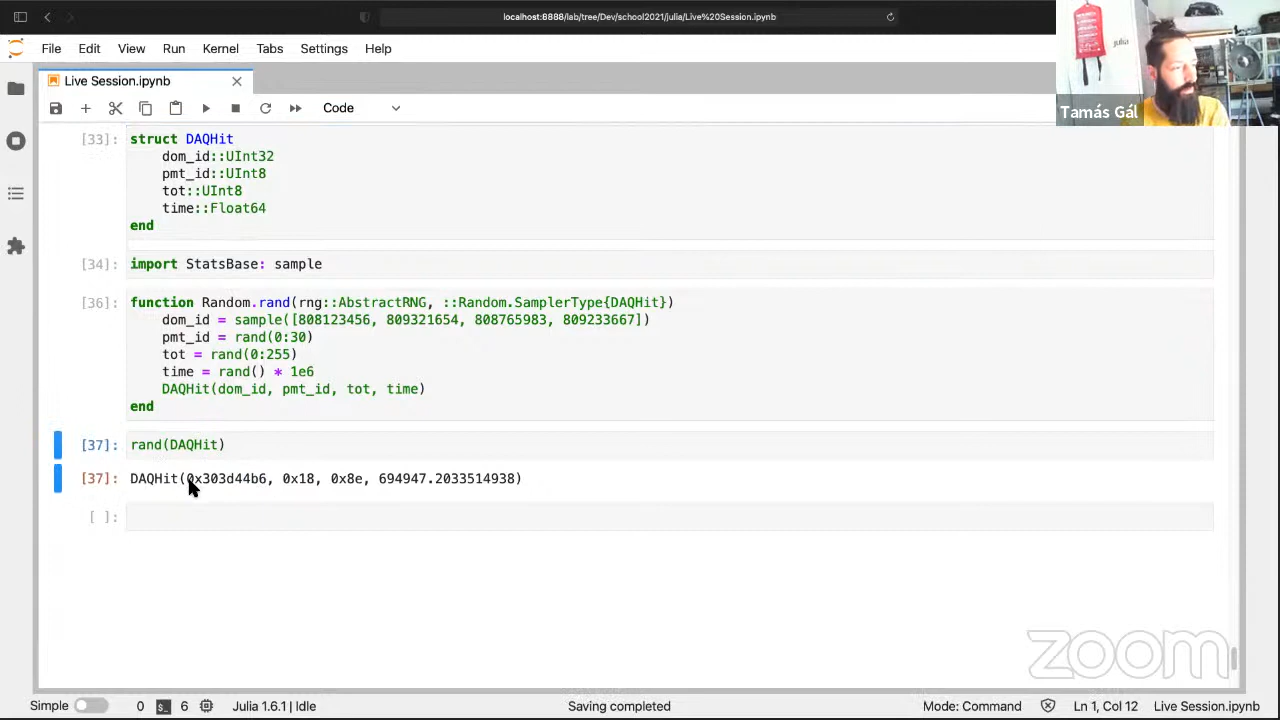 localhost:8888/lab/tree/Dev/school2021/julia/Live%20Session.ipynb
File Edit View Run Kernel Tabs Settings Help
Live Session.ipynb
Code
julia
Tamás Gál
[33]: struct DAQHit
dom_id::UInt32
pmt_id::UInt8
tot::UInt8
time::Float64
end
[34]: import StatsBase: sample
[36]: function Random.rand(rng::AbstractRNG, ::Random.SamplerType{DAQHit})
dom_id = sample([808123456, 809321654, 808765983, 809233667])
pmt_id = rand(0:30)
tot = rand(0:255)
time = rand() * 1e6
DAQHit(dom_id, pmt_id, tot, time)
end
[37]: rand(DAQHit)
[37]: DAQHit(0x303d44b6, 0x18, 0x8e, 694947.2033514938)
[ ]:
zoom
Simple 0 6 Julia 1.6.1 | Idle Saving completed Mode: Command Ln 1, Col 12 Live Session.ipynb